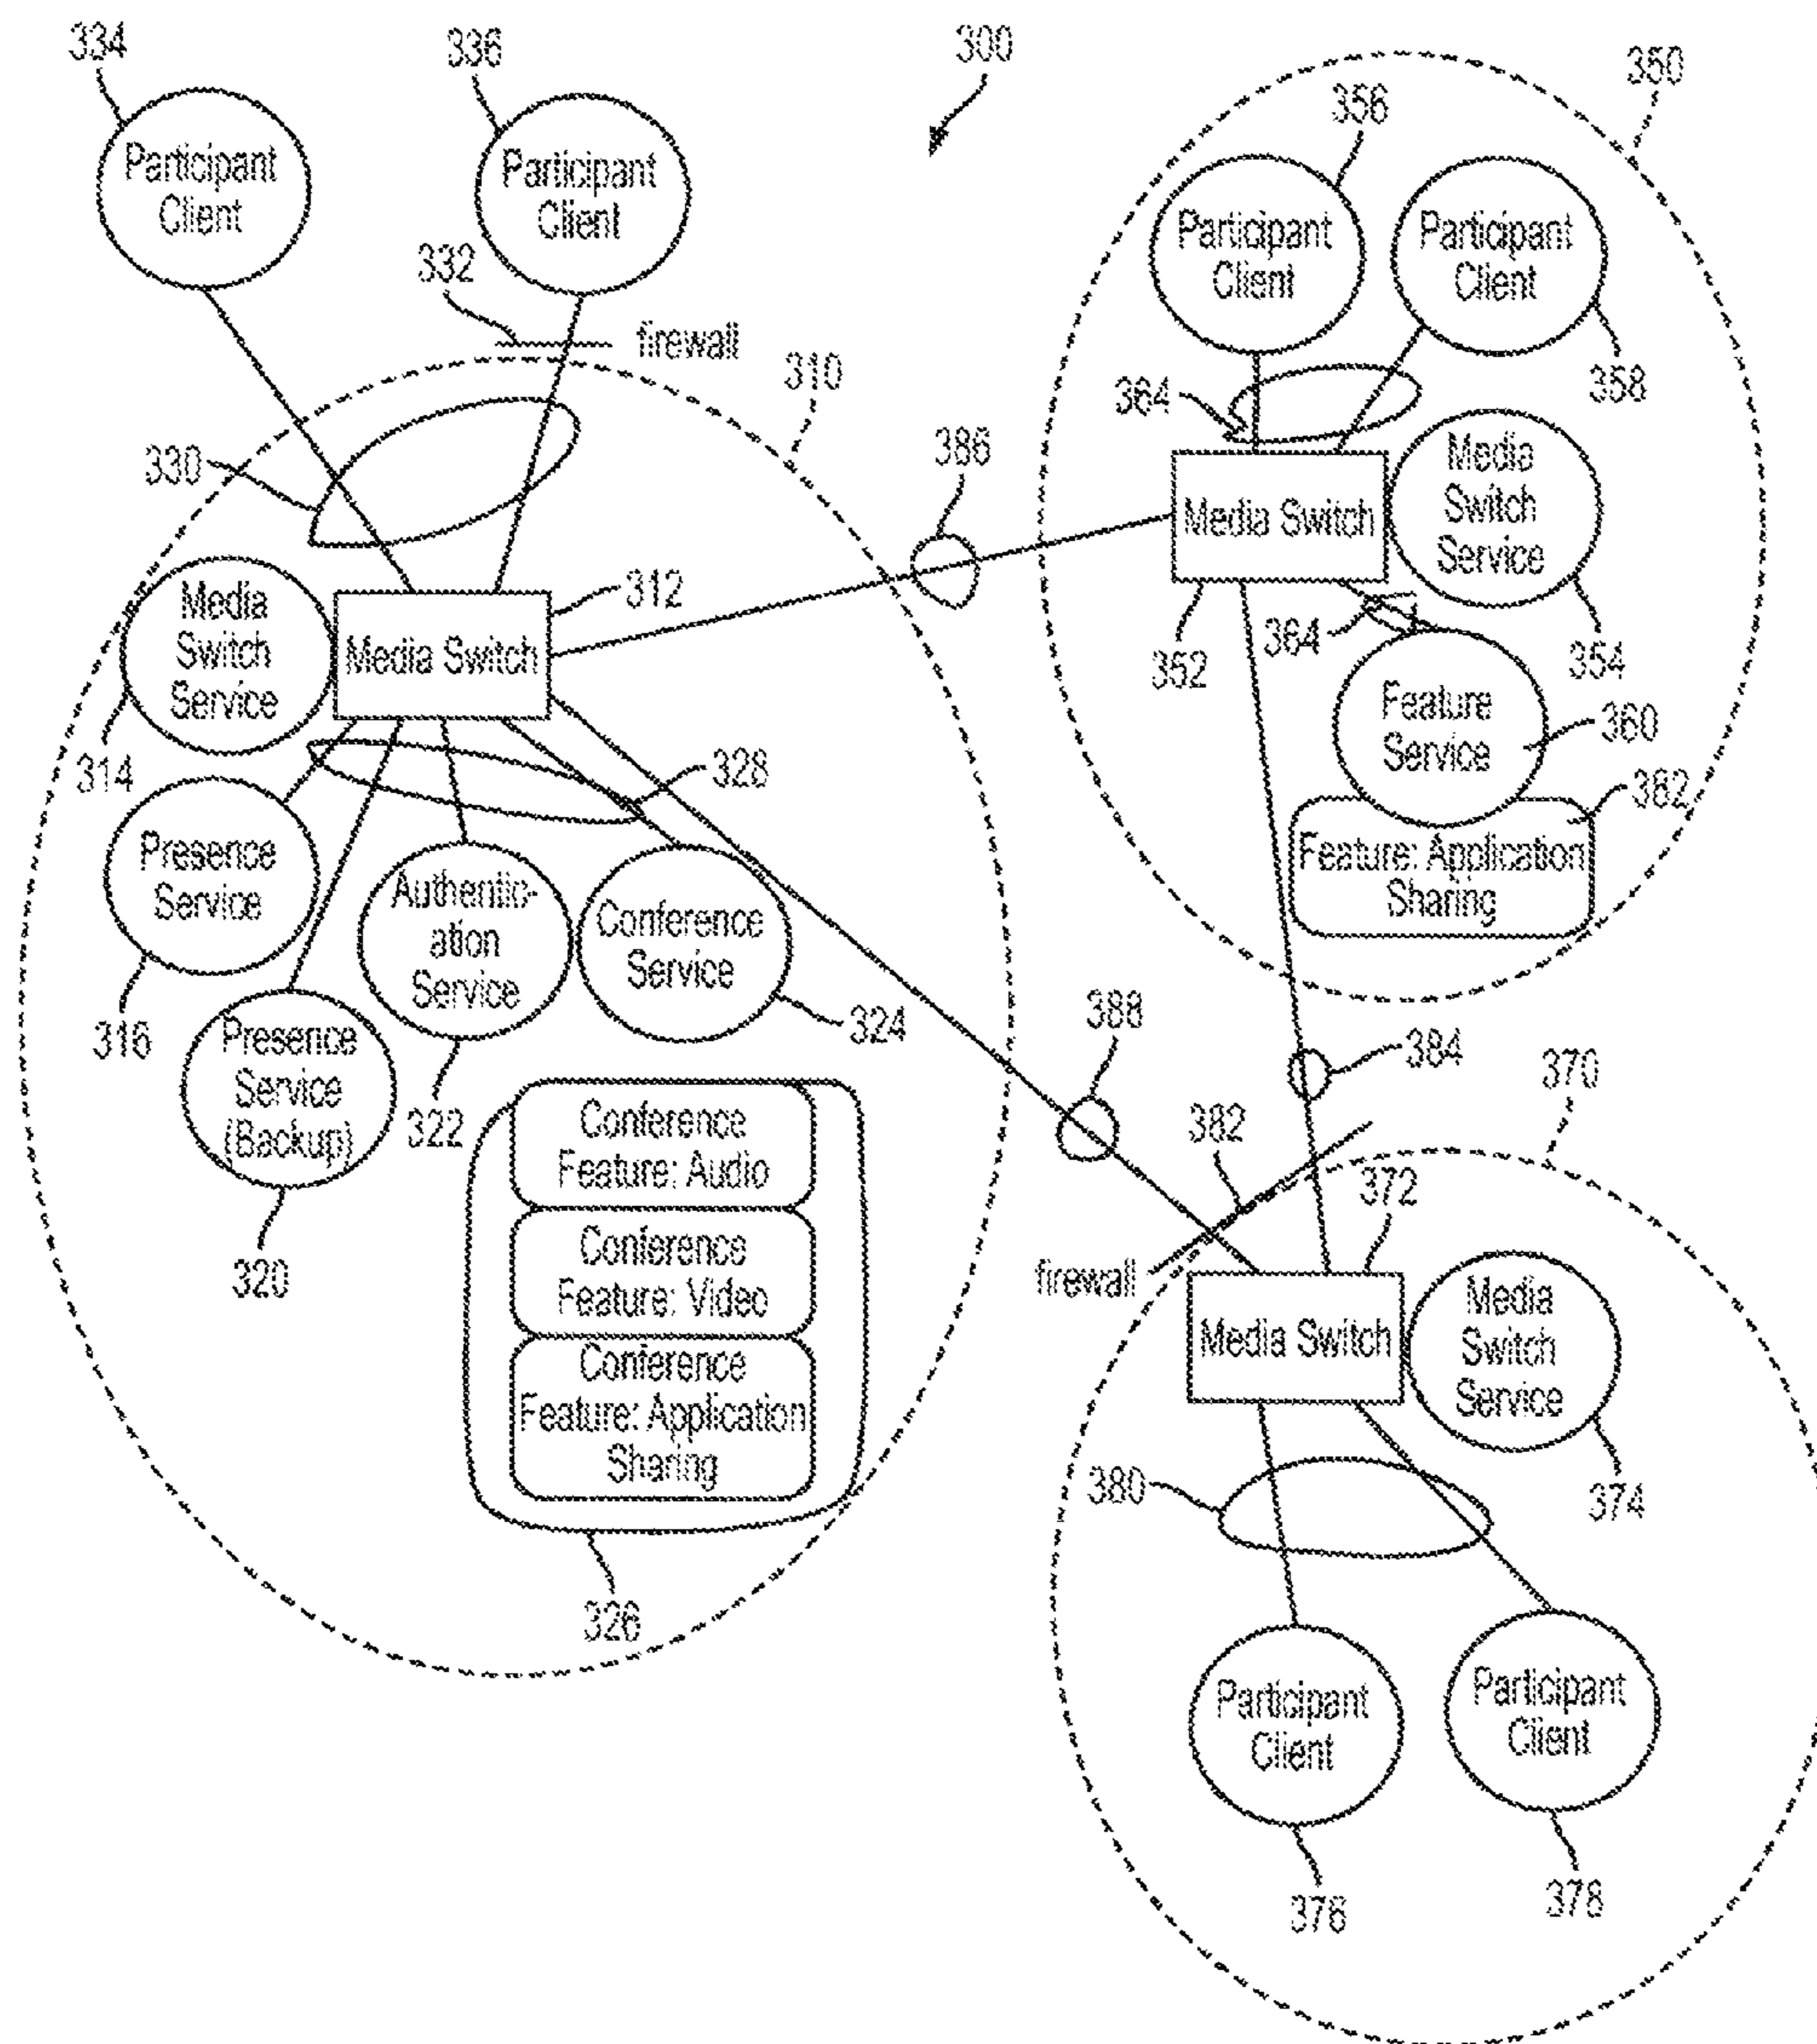 334
336
300
350
356
Participant
Client
Participant
Client
332
firewall
310
Participant
Client
Participant
Client
364
358
330
386
Media Switch
Media
Switch
Service
Media
Switch
Service
Media Switch
312
364
352
354
314
328
Feature
Service
360
362
Feature: Application
Sharing
Presence
Service
Authentic-
ation
Service
Conference
Service
316
324
Presence
Service
(Backup)
322
320
388
384
370
382
372
firewall
Conference
Feature: Audio
Conference
Feature: Video
Conference
Feature: Application
Sharing
326
Media Switch
Media
Switch
Service
380
374
Participant
Client
Participant
Client
376
378